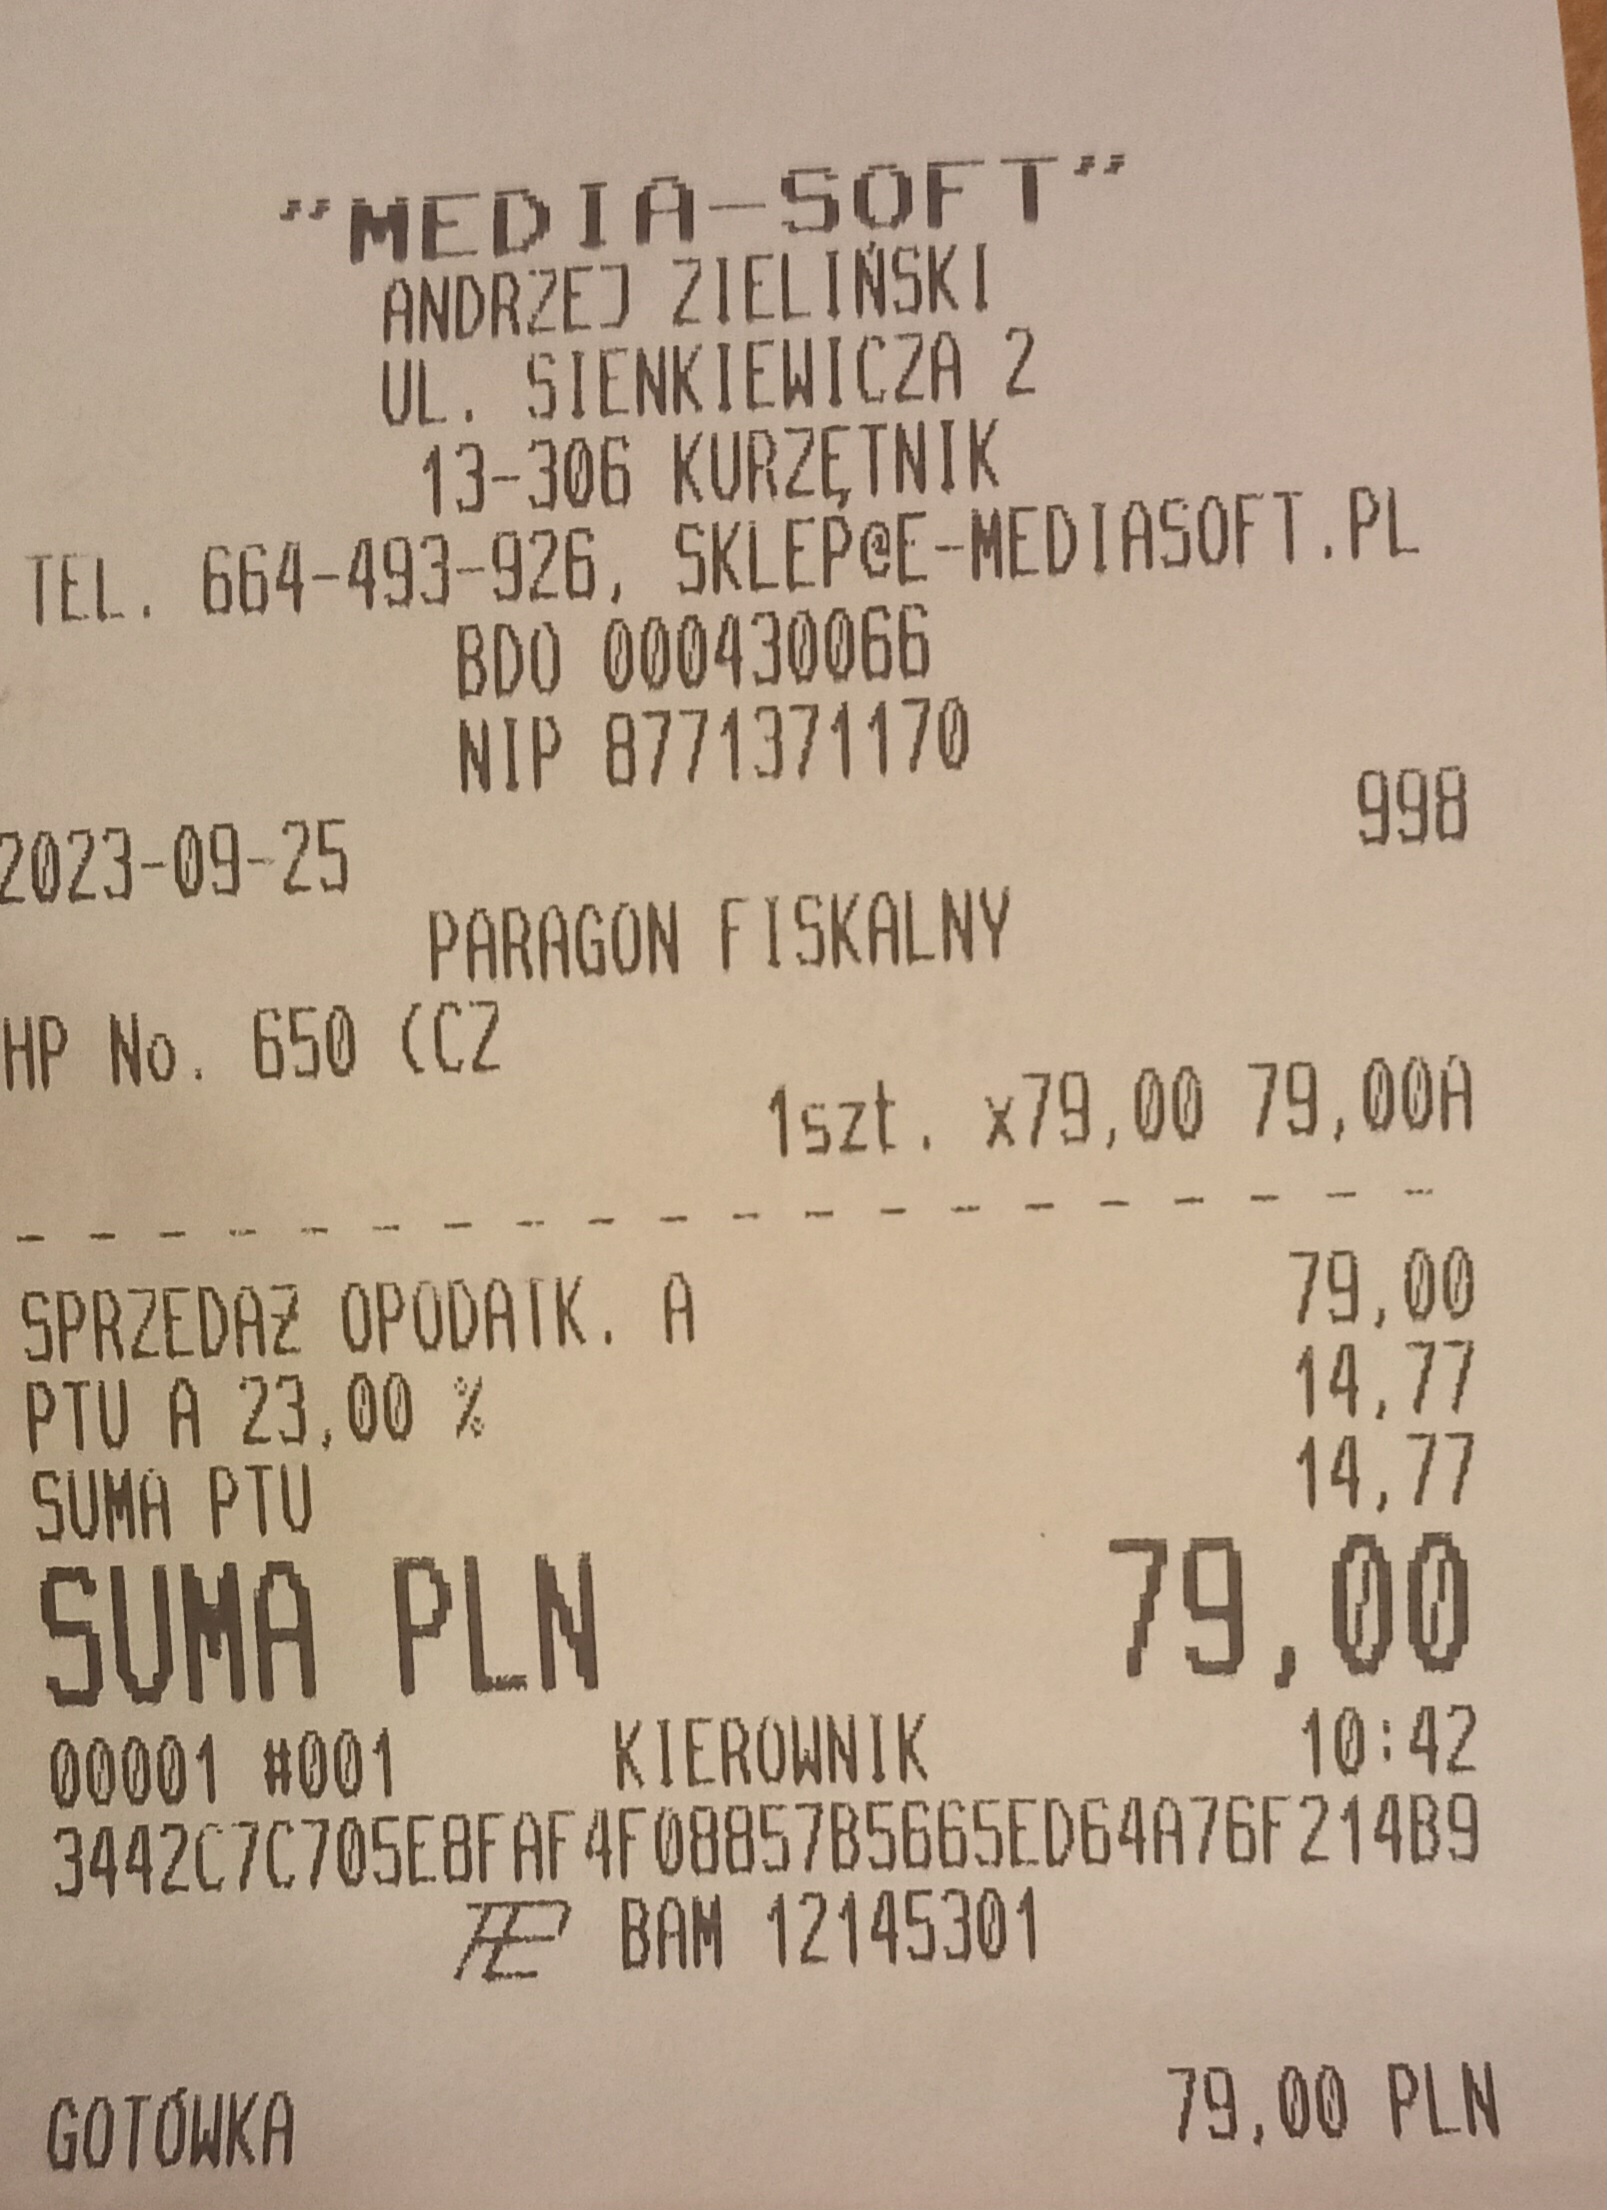 "MEDIA-SOFT"
ANDRZEJ ZIELIŃSKI
UL. SIENKIEWICZA 2
13-306 KURZĘTNIK
TEL. 664-493-926, SKLEP@E-MEDIASOFT.PL
BDO 000430066
NIP 8771371170
2023-09-25 998
PARAGON FISKALNY
HP No. 650 (CZ
1szt. x79,00 79,00A
SPRZEDAŻ OPODATK. A 79,00
PTU A 23,00 % 14,77
SUMA PTU 14,77
SUMA PLN 79,00
00001 #001 KIEROWNIK 10:42
3442C7C705E8FAF4F08857B5665ED64A76F214B9
BAM 12145301
GOTÓWKA 79,00 PLN